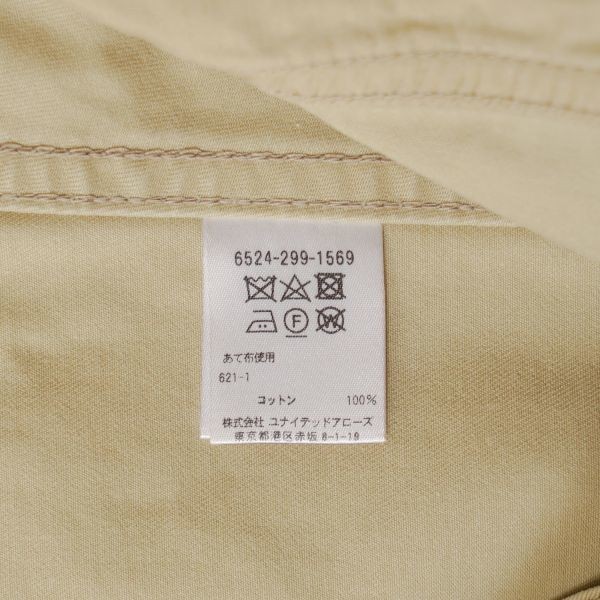 6524-299-1569
F W
あて布使用
621-1
コットン 100%
株式会社 ユナイテッドアローズ
東京都港区赤坂 8-1-19